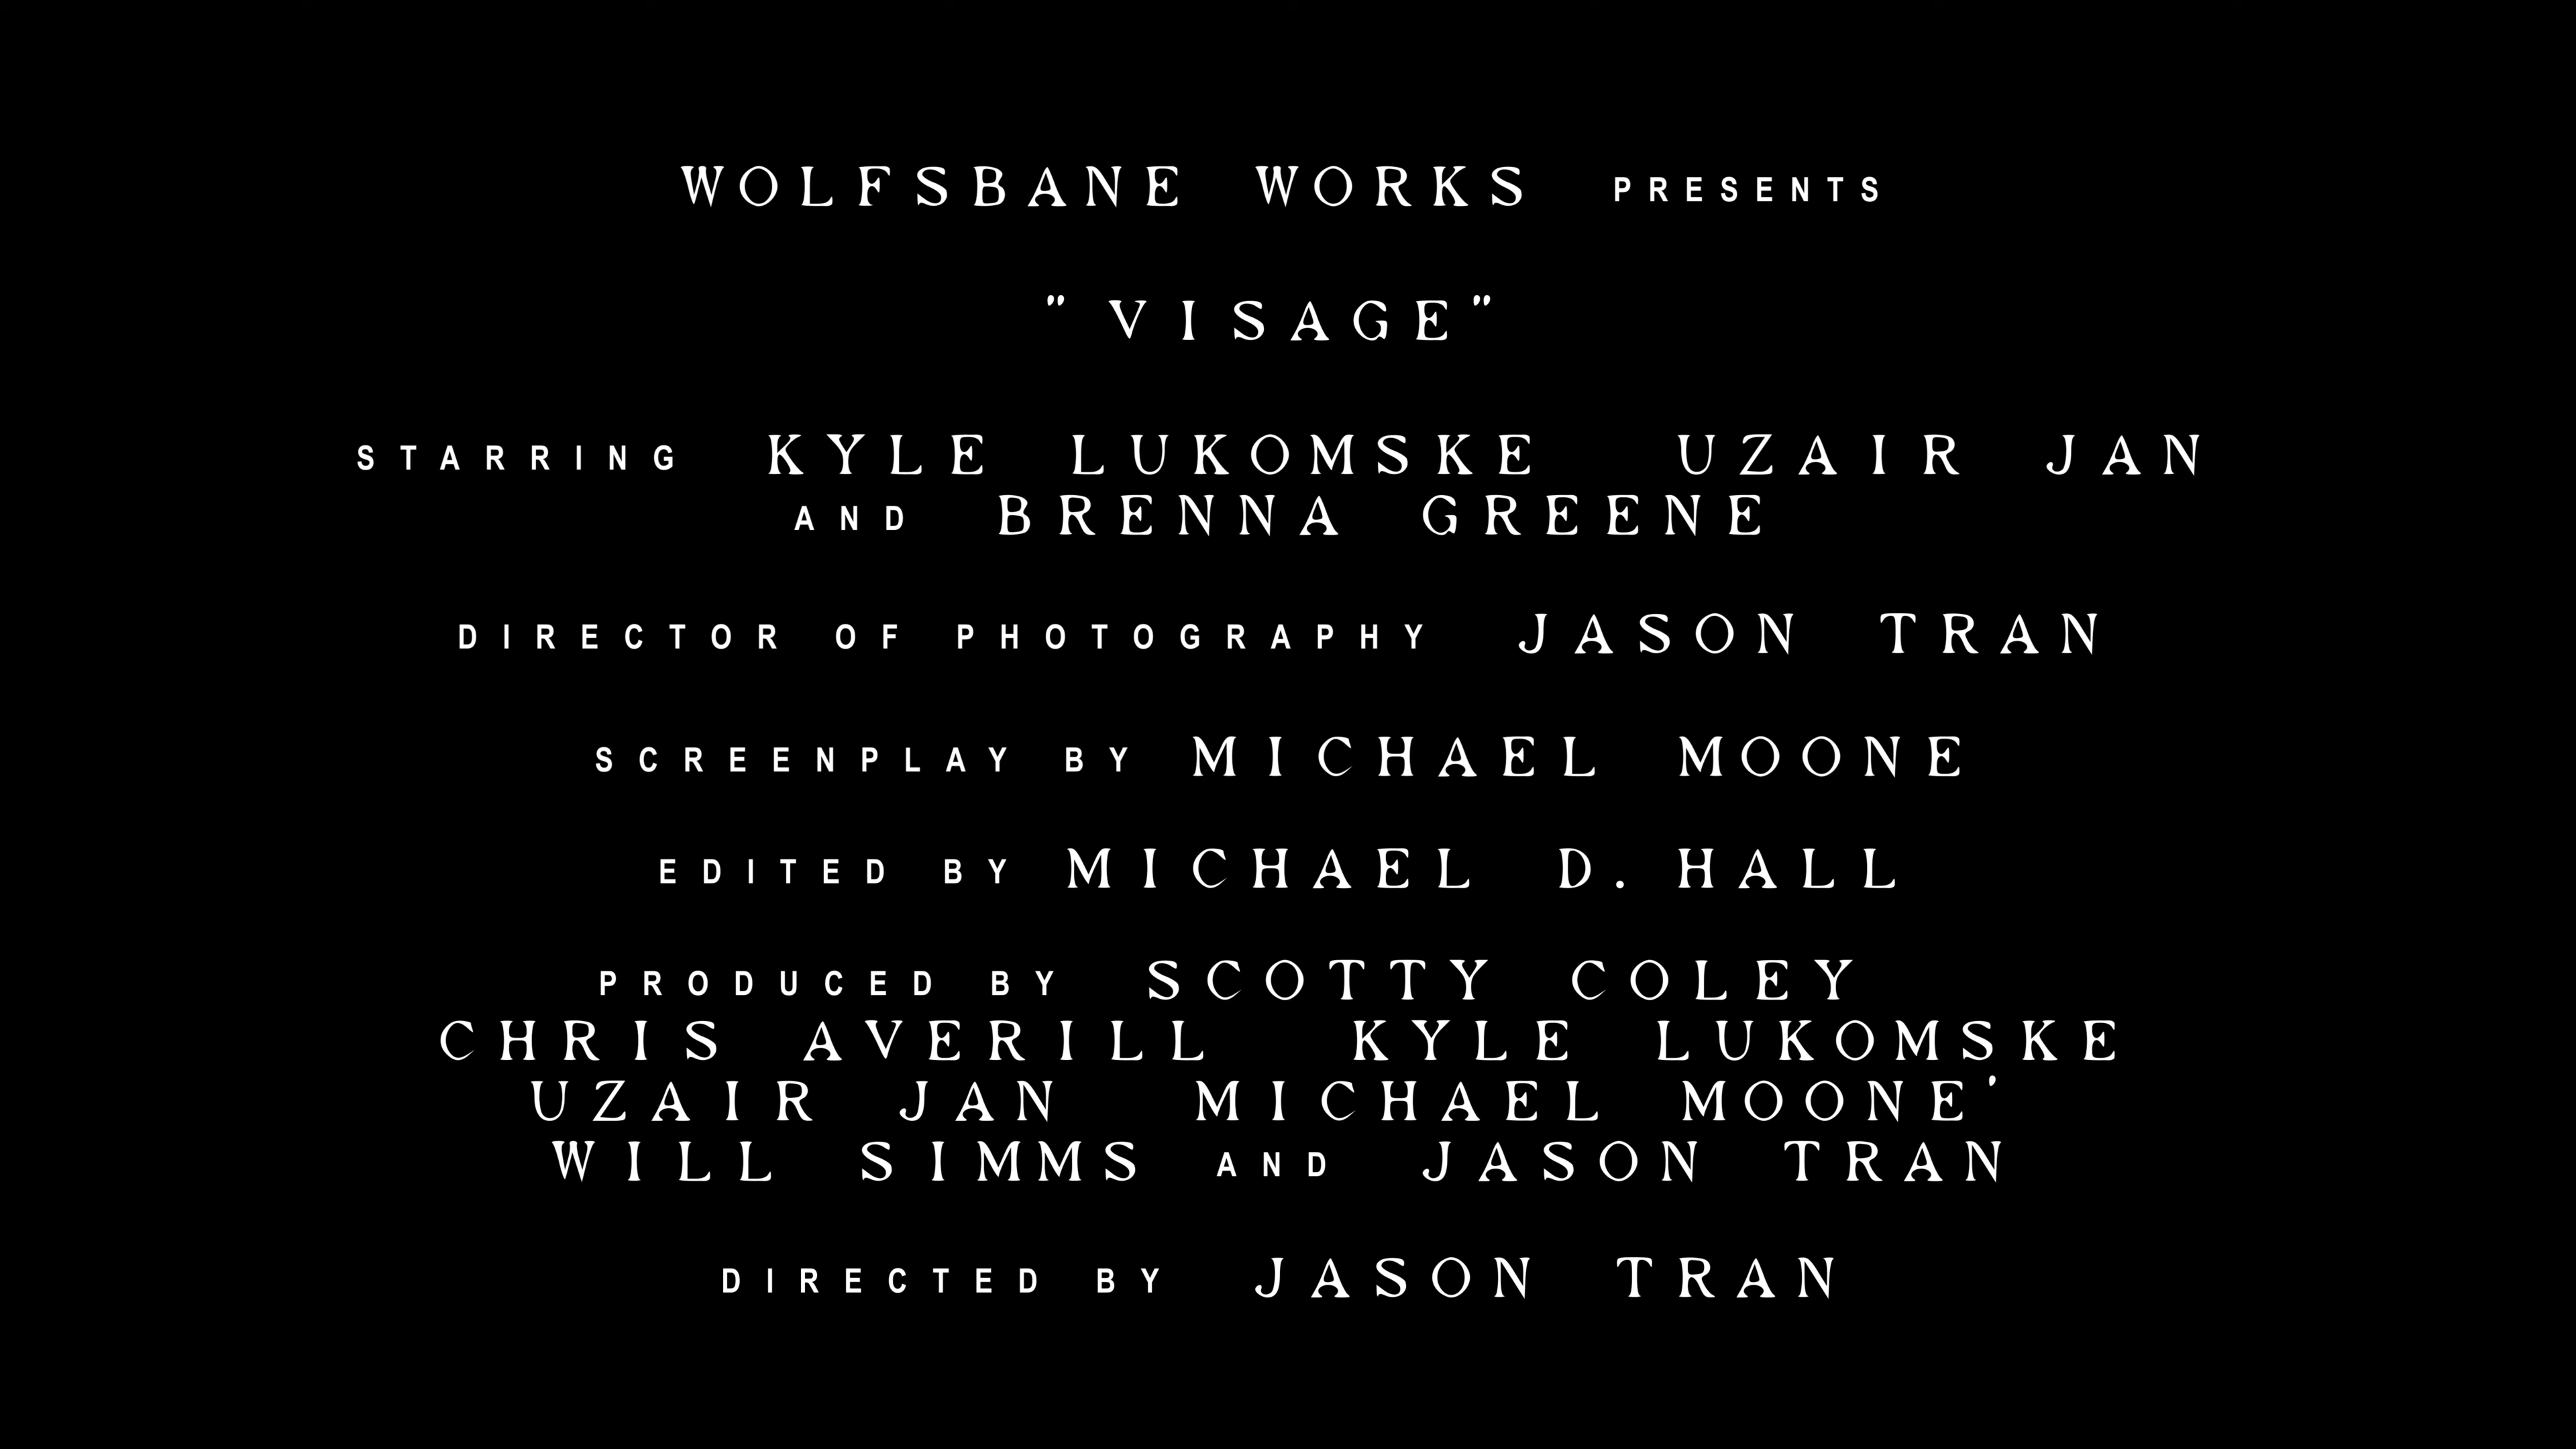 WOLFSBANE WORKS PRESENTS
"VISAGE"
STARRING KYLE LUKOMSKE UZAIR JAN
AND BRENNA GREENE
DIRECTOR OF PHOTOGRAPHY JASON TRAN
SCREENPLAY BY MICHAEL MOONE
EDITED BY MICHAEL D. HALL
PRODUCED BY SCOTTY COLEY
CHRIS AVERILL KYLE LUKOMSKE
UZAIR JAN MICHAEL MOONE'
WILL SIMMS AND JASON TRAN
DIRECTED BY JASON TRAN